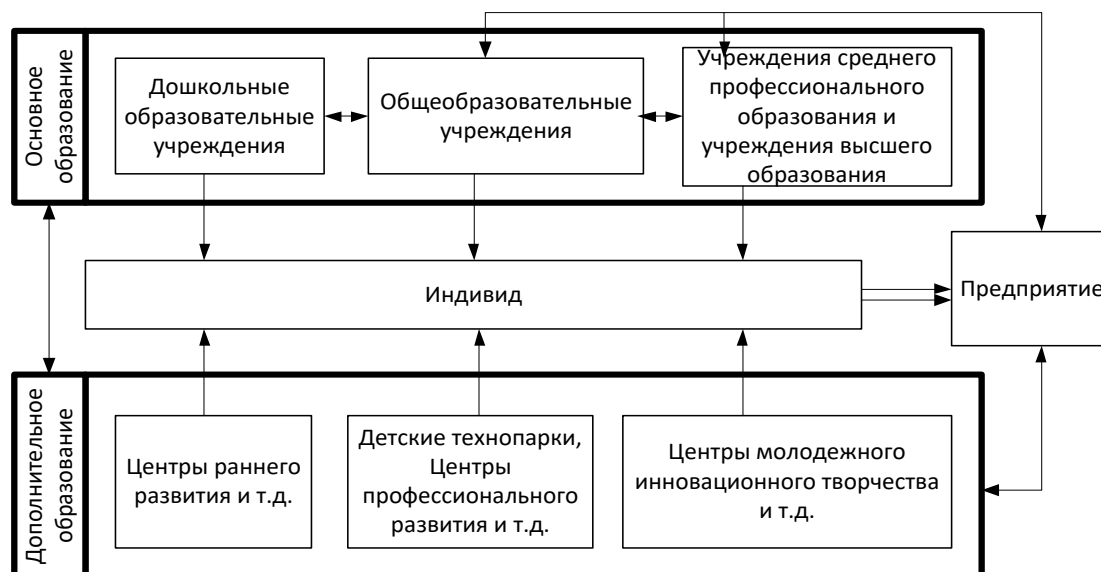 Основное
образование
Дошкольные
образовательные
учреждения
Общеобразовательные
учреждения
Учреждения среднего
профессионального
образования и
учреждения высшего
образования
Индивид
Предприятие
Дополнительное
образование
Центры раннего
развития и т.д.
Детские технопарки,
Центры
профессионального
развития и т.д.
Центры молодежного
инновационного творчества
и т.д.